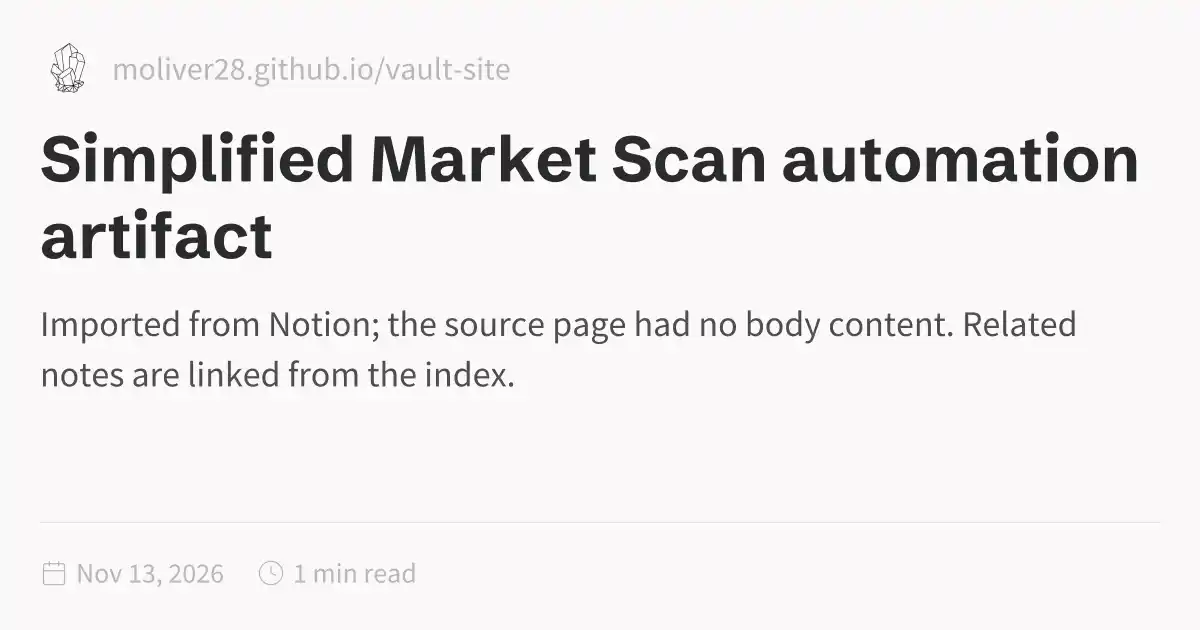 moliver28.github.io/vault-site
Simplified Market Scan automation
artifact
Imported from Notion; the source page had no body content. Related
notes are linked from the index.
Nov 13, 2026 1 min read